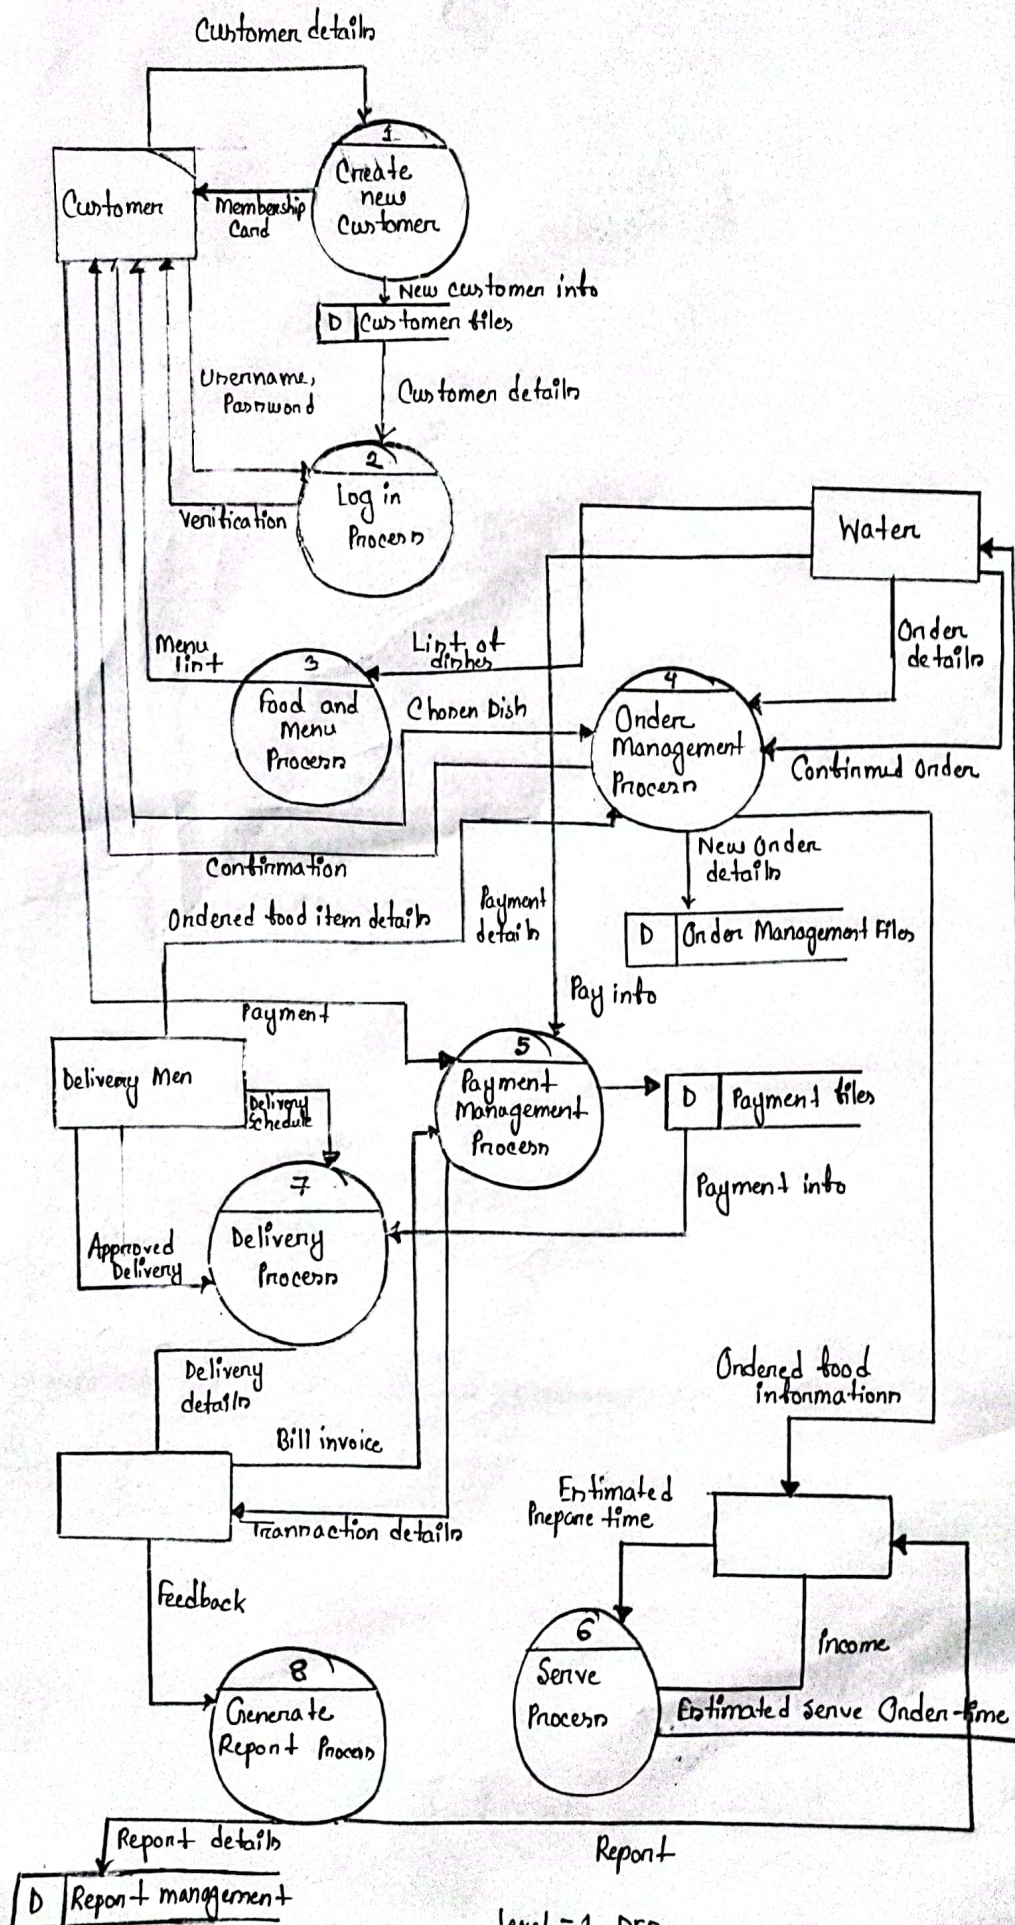 Customer details
1
Create
new
Customer
Customer
Membership
Card
New customer info
D Customer files
Username,
Password
Customer details
2
Log in
Process
Verification
Water
Order
details
Menu
list
List of
dishes
3
Food and
Menu
Process
Chosen Dish
4
Order
Management
Process
Confirmed Order
Confirmation
New Order
details
Ordered food item details
Payment
details
D Order Management Files
Pay info
Payment
5
Payment
Management
Process
D Payment files
Delivery Men
Delivery
Schedule
7
Delivery
Process
Payment info
Approved
Delivery
Delivery
details
Ordered food
informations
Bill invoice
Estimated
Prepare time
Transaction details
Feedback
6
Serve
Process
income
Estimated Serve Order time
8
Generate
Report Process
Report details
Report
D Report management
Level - 1 DFD